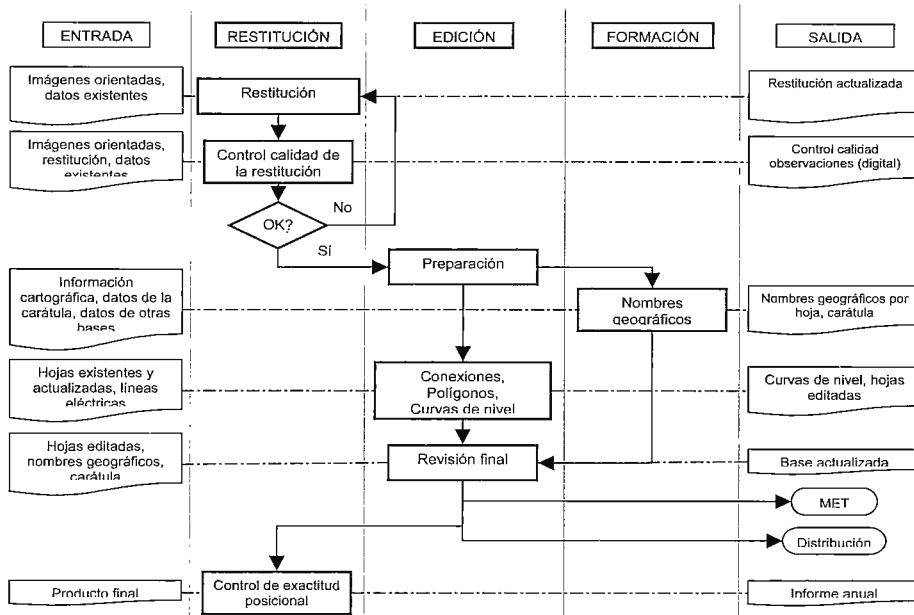 ENTRADA
RESTITUCIÓN
EDICIÓN
FORMACIÓN
SALIDA
Imágenes orientadas,
datos existentes
Restitución
Restitución actualizada
Imágenes orientadas,
restitución, datos
existentes
Control calidad de
la restitución
Control calidad
observaciones (digital)
OK?
No
Sí
Preparación
Información
cartográfica, datos de la
carátula, datos de otras
bases
Nombres
geográficos
Nombres geográficos por
hoja, carátula
Hojas existentes y
actualizadas, líneas
eléctricas
Conexiones,
Polígonos,
Curvas de nivel
Curvas de nivel, hojas
editadas
Hojas editadas,
nombres geográficos,
carátula
Revisión final
Base actualizada
MET
Distribución
Producto final
Control de exactitud
posicional
Informe anual